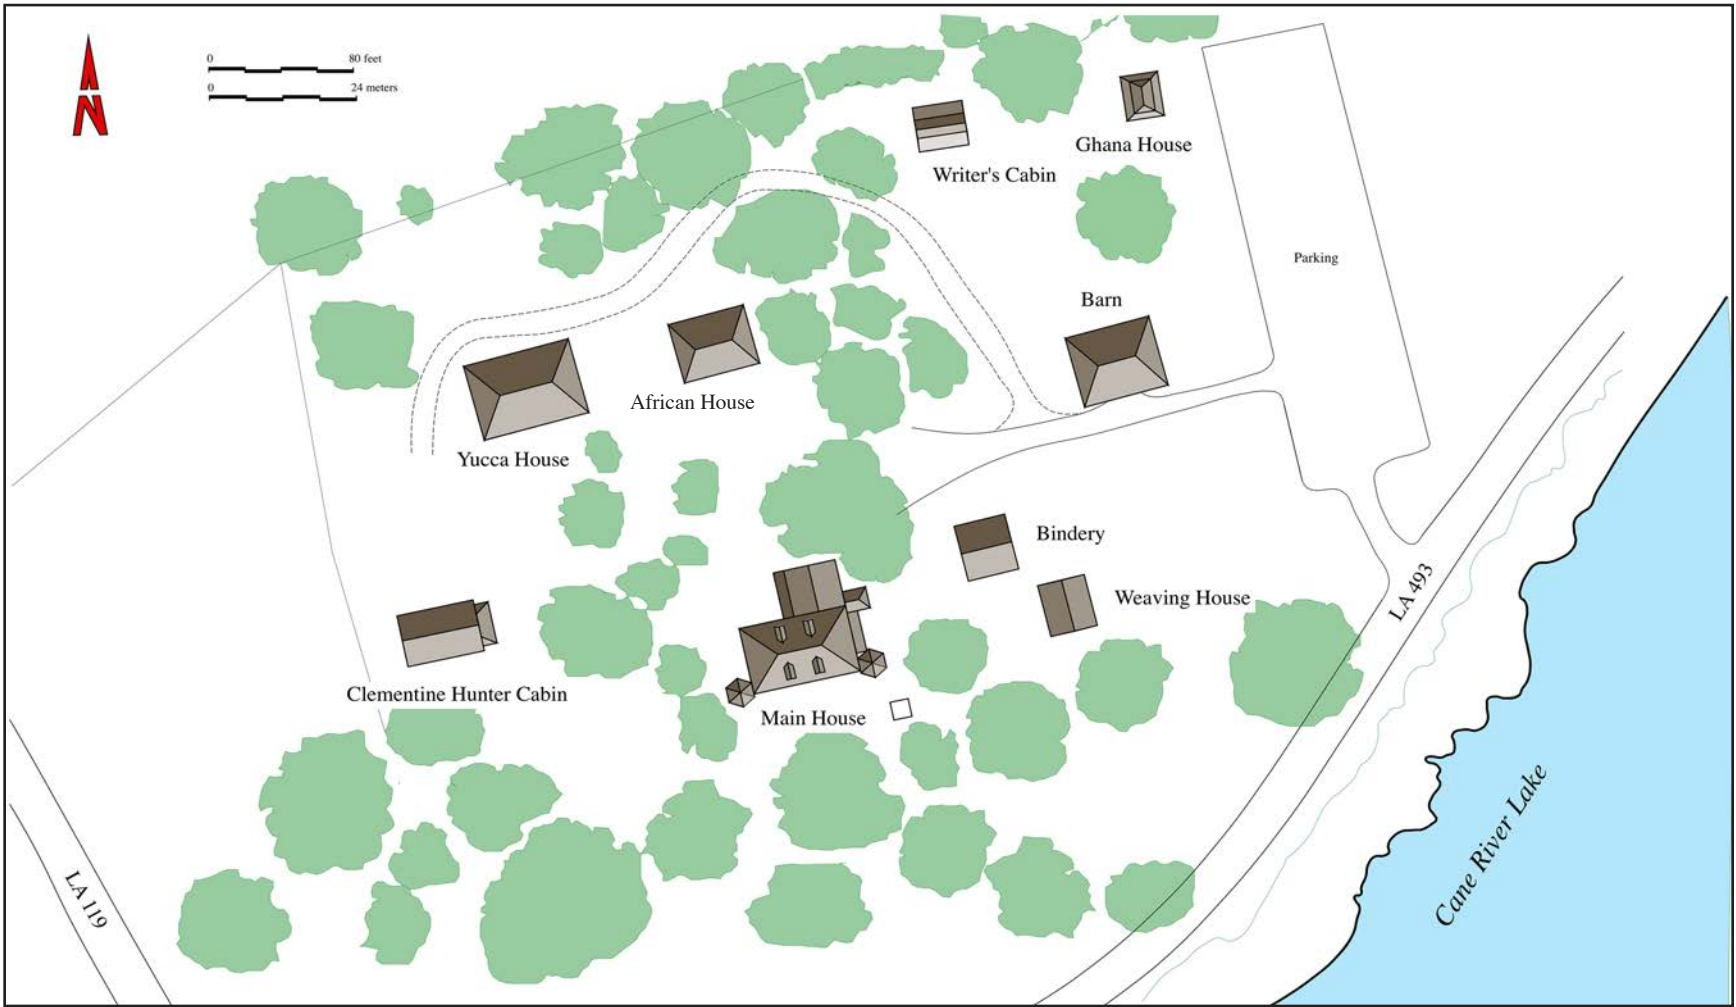 0 80 feet
0 24 meters
N
Ghana House
Writer's Cabin
Parking
Barn
African House
Yucca House
Bindery
Weaving House
LA 493
Clementine Hunter Cabin
Main House
Cane River Lake
LA 119